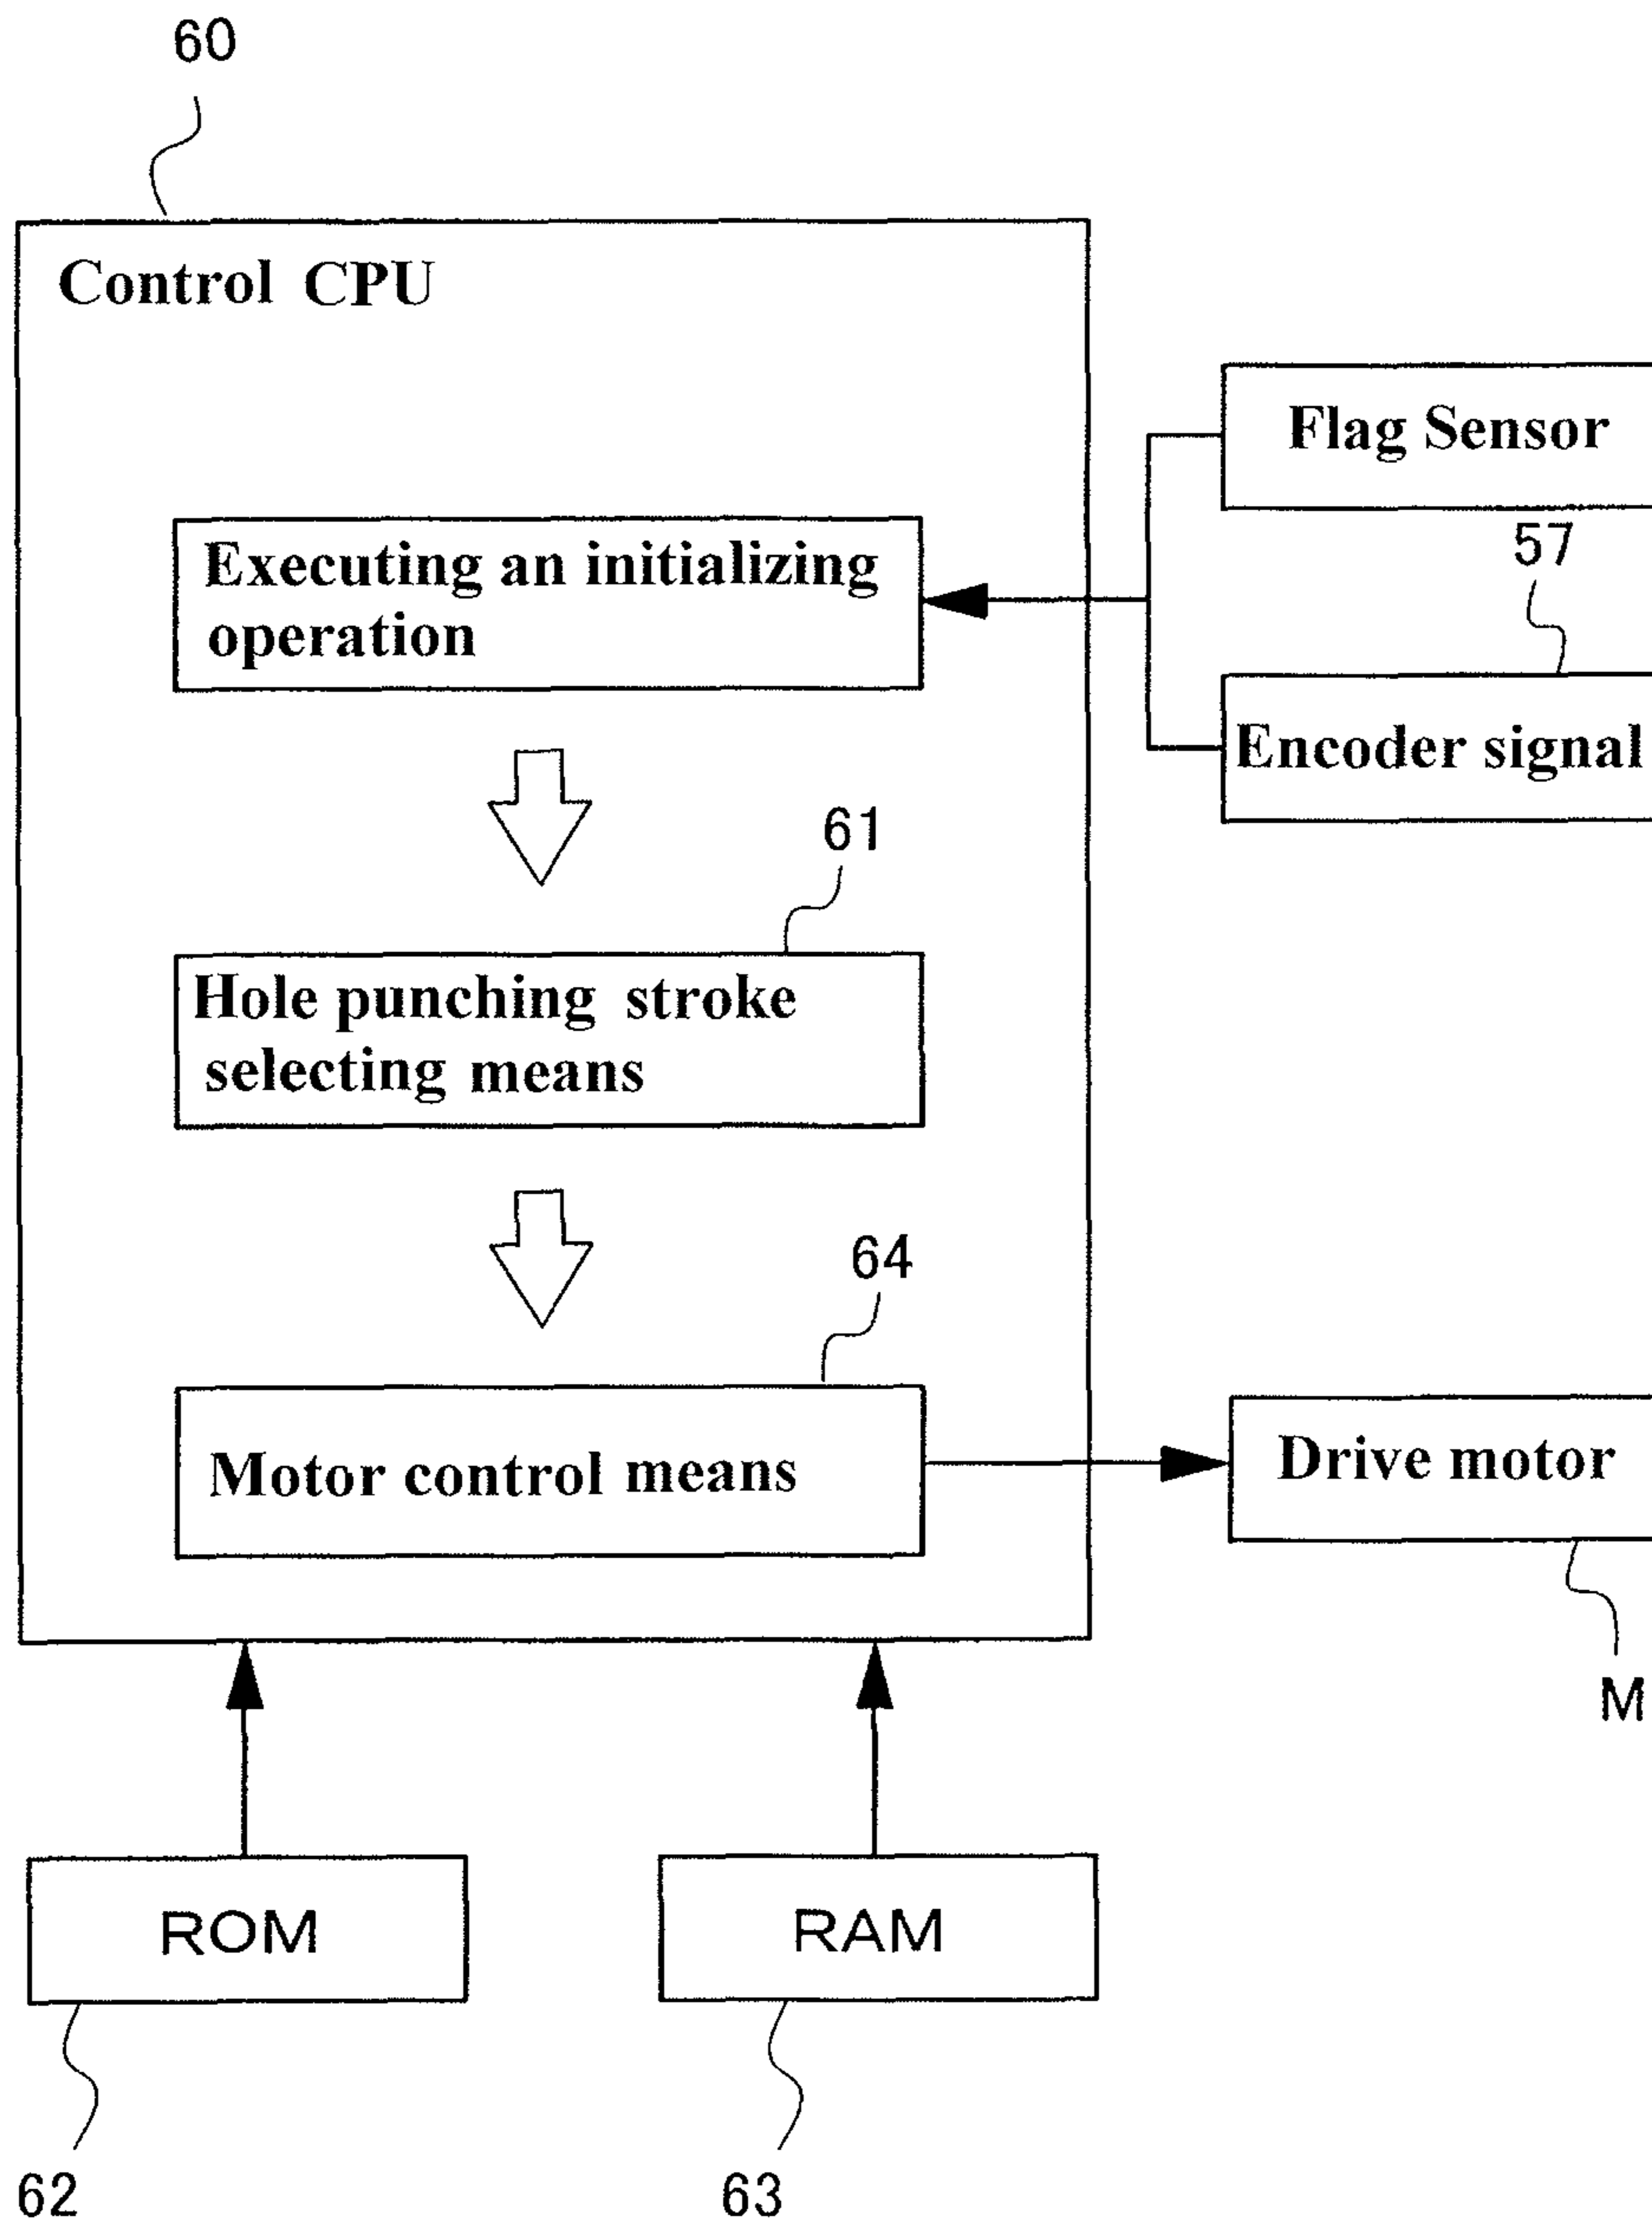 60
Control CPU
Flag Sensor
Executing an initializing
operation
57
Encoder signal
61
Hole punching stroke
selecting means
64
Motor control means
Drive motor
M
ROM
RAM
62
63